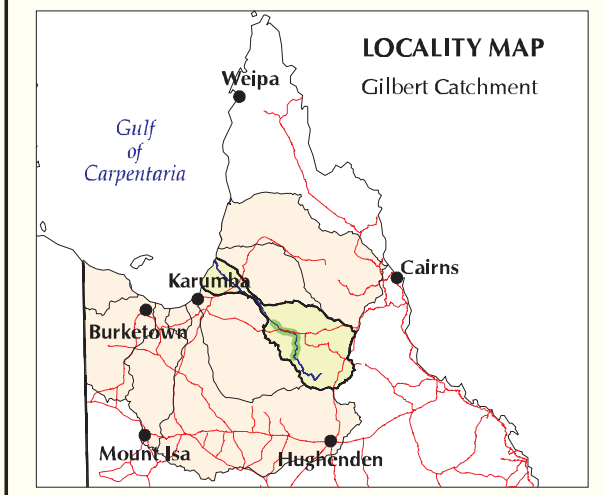 LOCALITY MAP
Gilbert Catchment
Weipa
Gulf
of
Carpentaria
Cairns
Karumba
Burketown
Mount Isa
Hughenden